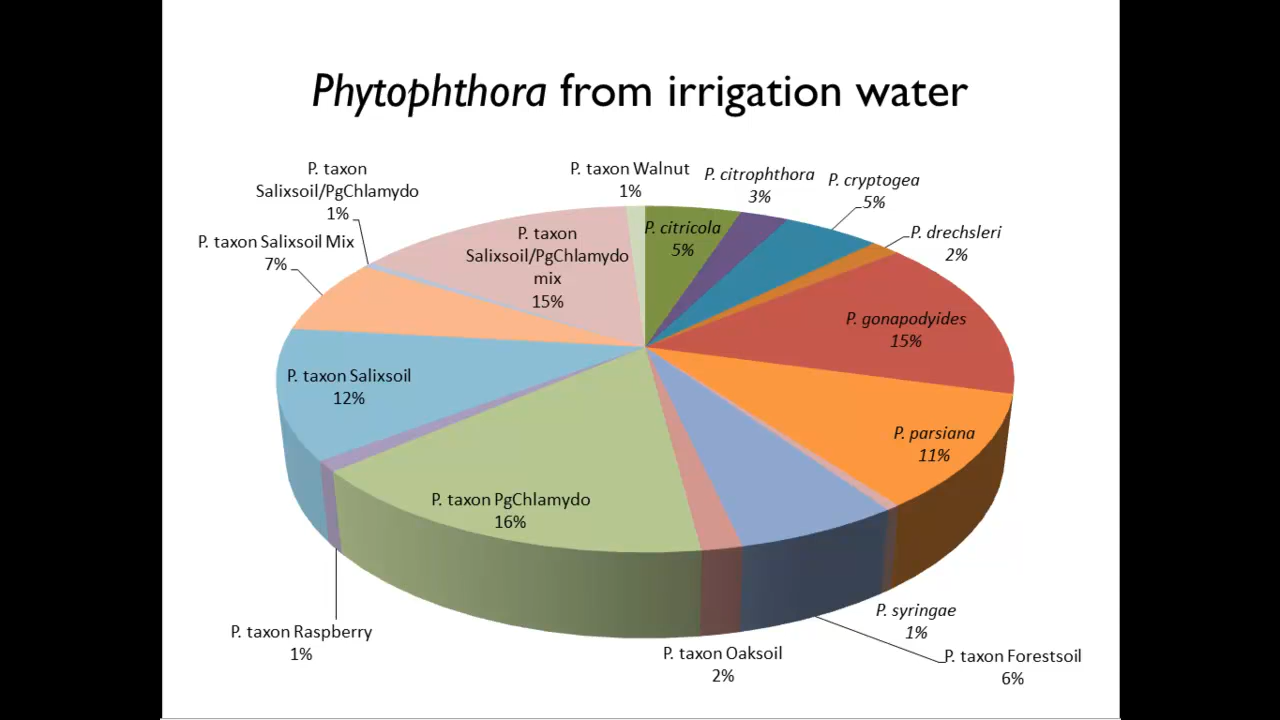 Phytophthora from irrigation water
P. taxon
Salixsoil/PgChlamydo
1%
P. taxon Walnut
1%
P. citrophthora
3%
P. cryptogea
5%
P. taxon Salixsoil Mix
7%
P. taxon
Salixsoil/PgChlamydo
mix
15%
P. citricola
5%
P. drechsleri
2%
P. gonapodyides
15%
P. taxon Salixsoil
12%
P. parsiana
11%
P. taxon PgChlamydo
16%
P. syringae
1%
P. taxon Raspberry
1%
P. taxon Oaksoil
2%
P. taxon Forestsoil
6%